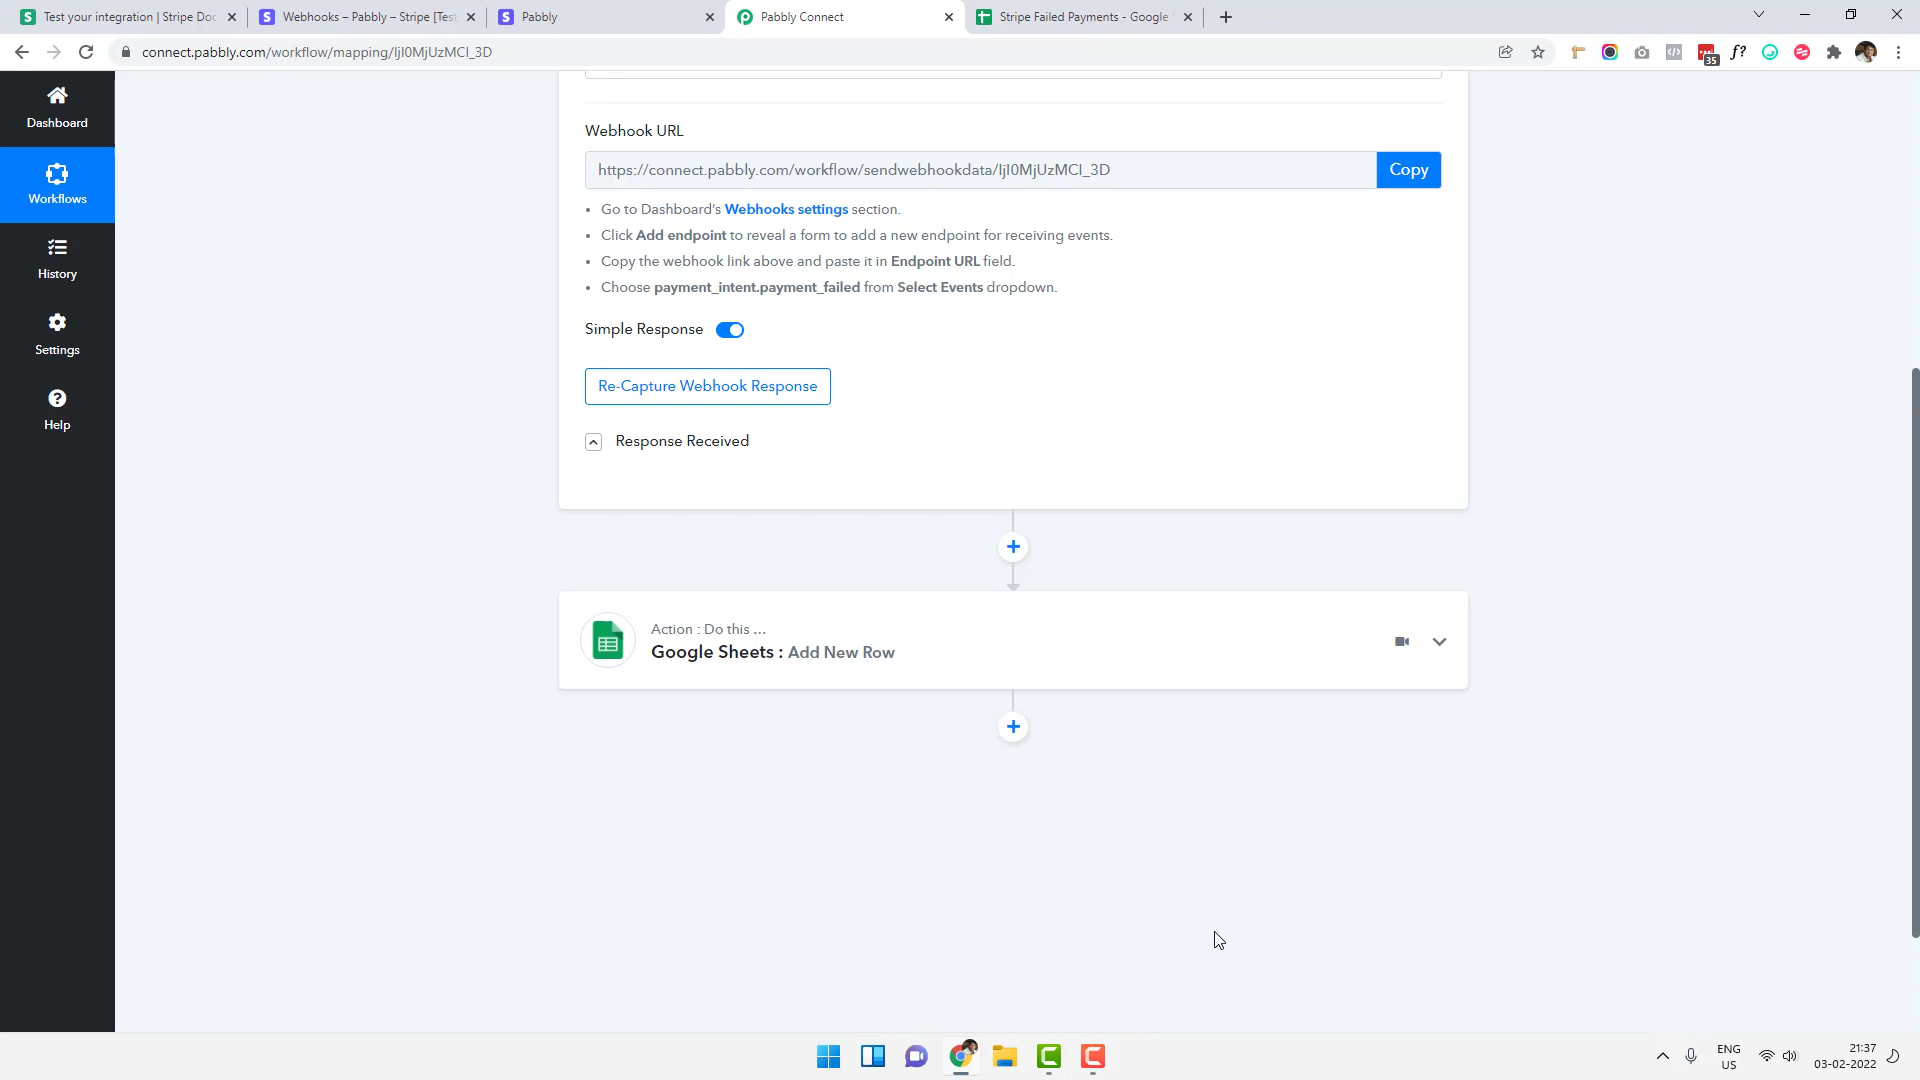 Test your integration | Stripe Doc
Webhooks – Pabbly – Stripe [Test
Pabbly
Pabbly Connect
Stripe Failed Payments - Google
connect.pabbly.com/workflow/mapping/IjI0MjUzMCI_3D
35
f?
Dashboard
Workflows
History
Settings
Help
Webhook URL
https://connect.pabbly.com/workflow/sendwebhookdata/IjI0MjUzMCI_3D
Copy
Go to Dashboard's Webhooks settings section.
Click Add endpoint to reveal a form to add a new endpoint for receiving events.
Copy the webhook link above and paste it in Endpoint URL field.
Choose payment_intent.payment_failed from Select Events dropdown.
Simple Response
Re-Capture Webhook Response
Response Received
Action : Do this ...
Google Sheets : Add New Row
ENG
US
21:37
03-02-2022